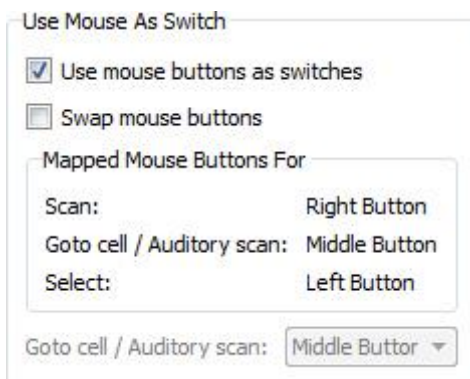 Use Mouse As Switch
Use mouse buttons as switches
Swap mouse buttons
Mapped Mouse Buttons For
Scan: Right Button
Goto cell / Auditory scan: Middle Button
Select: Left Button
Goto cell / Auditory scan: Middle Buttor